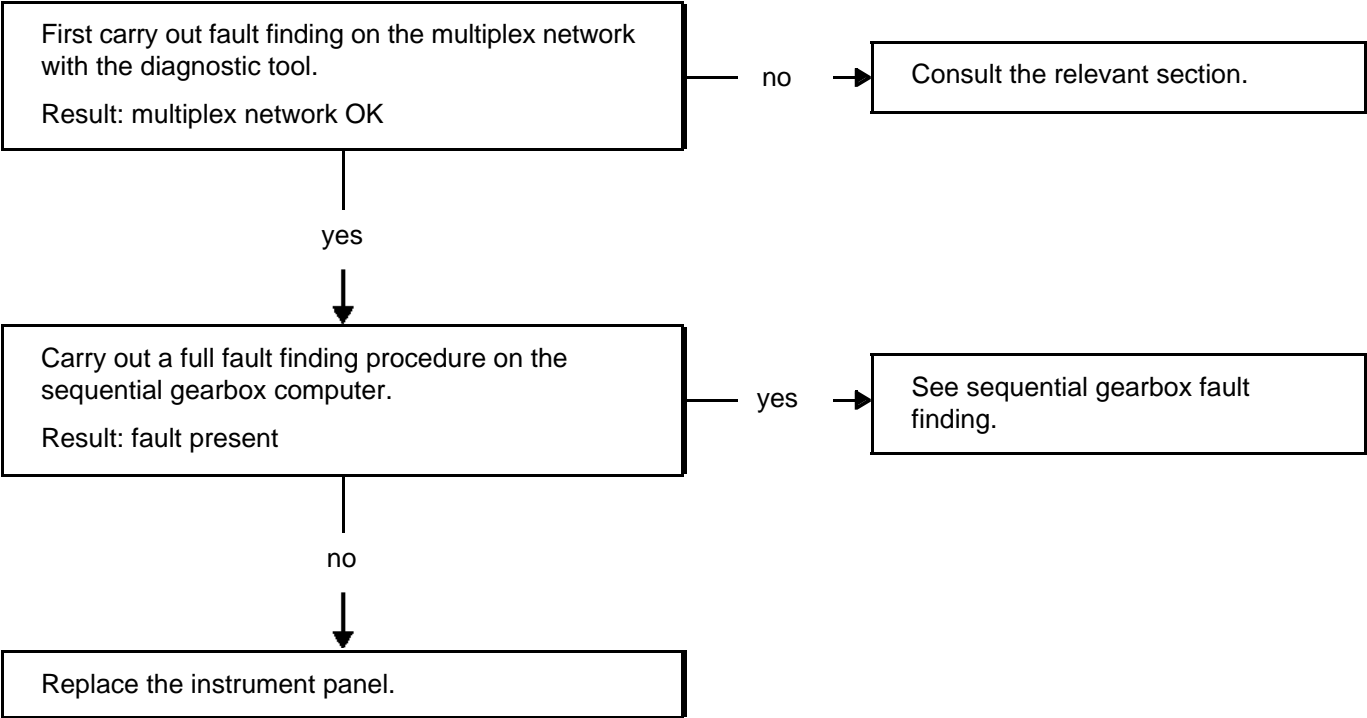 First carry out fault finding on the multiplex network
with the diagnostic tool.
Result: multiplex network OK
no
Consult the relevant section.
yes
Carry out a full fault finding procedure on the
sequential gearbox computer.
Result: fault present
yes
See sequential gearbox fault
finding.
no
Replace the instrument panel.